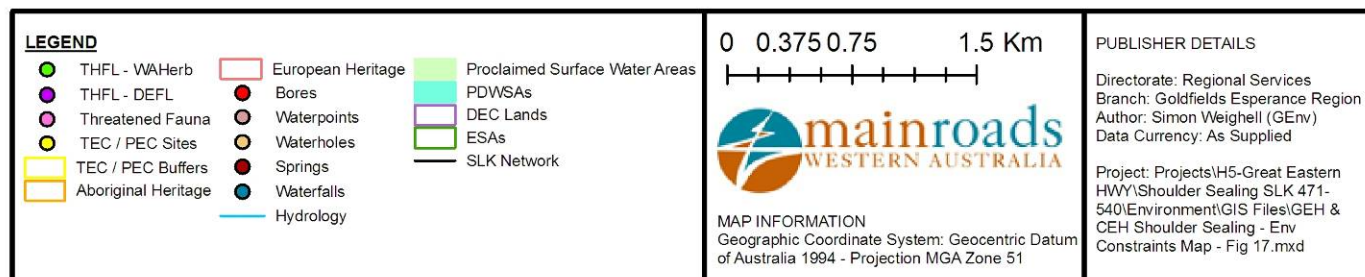 LEGEND
THFL - WAHerb
THFL - DEFL
Threatened Fauna
TEC / PEC Sites
TEC / PEC Buffers
Aboriginal Heritage
European Heritage
Bores
Waterpoints
Waterholes
Springs
Waterfalls
Hydrology
Proclaimed Surface Water Areas
PDWSAs
DEC Lands
ESAs
SLK Network
0 0.375 0.75 1.5 Km
mainroads
WESTERN AUSTRALIA
MAP INFORMATION
Geographic Coordinate System: Geocentric Datum
of Australia 1994 - Projection MGA Zone 51
PUBLISHER DETAILS
Directorate: Regional Services
Branch: Goldfields Esperance Region
Author: Simon Weighell (GEnv)
Data Currency: As Supplied
Project: Projects\H5-Great Eastern
HWY\Shoulder Sealing SLK 471-
540\Environment\GIS Files\GEH &
CEH Shoulder Sealing - Env
Constraints Map - Fig 17.mxd